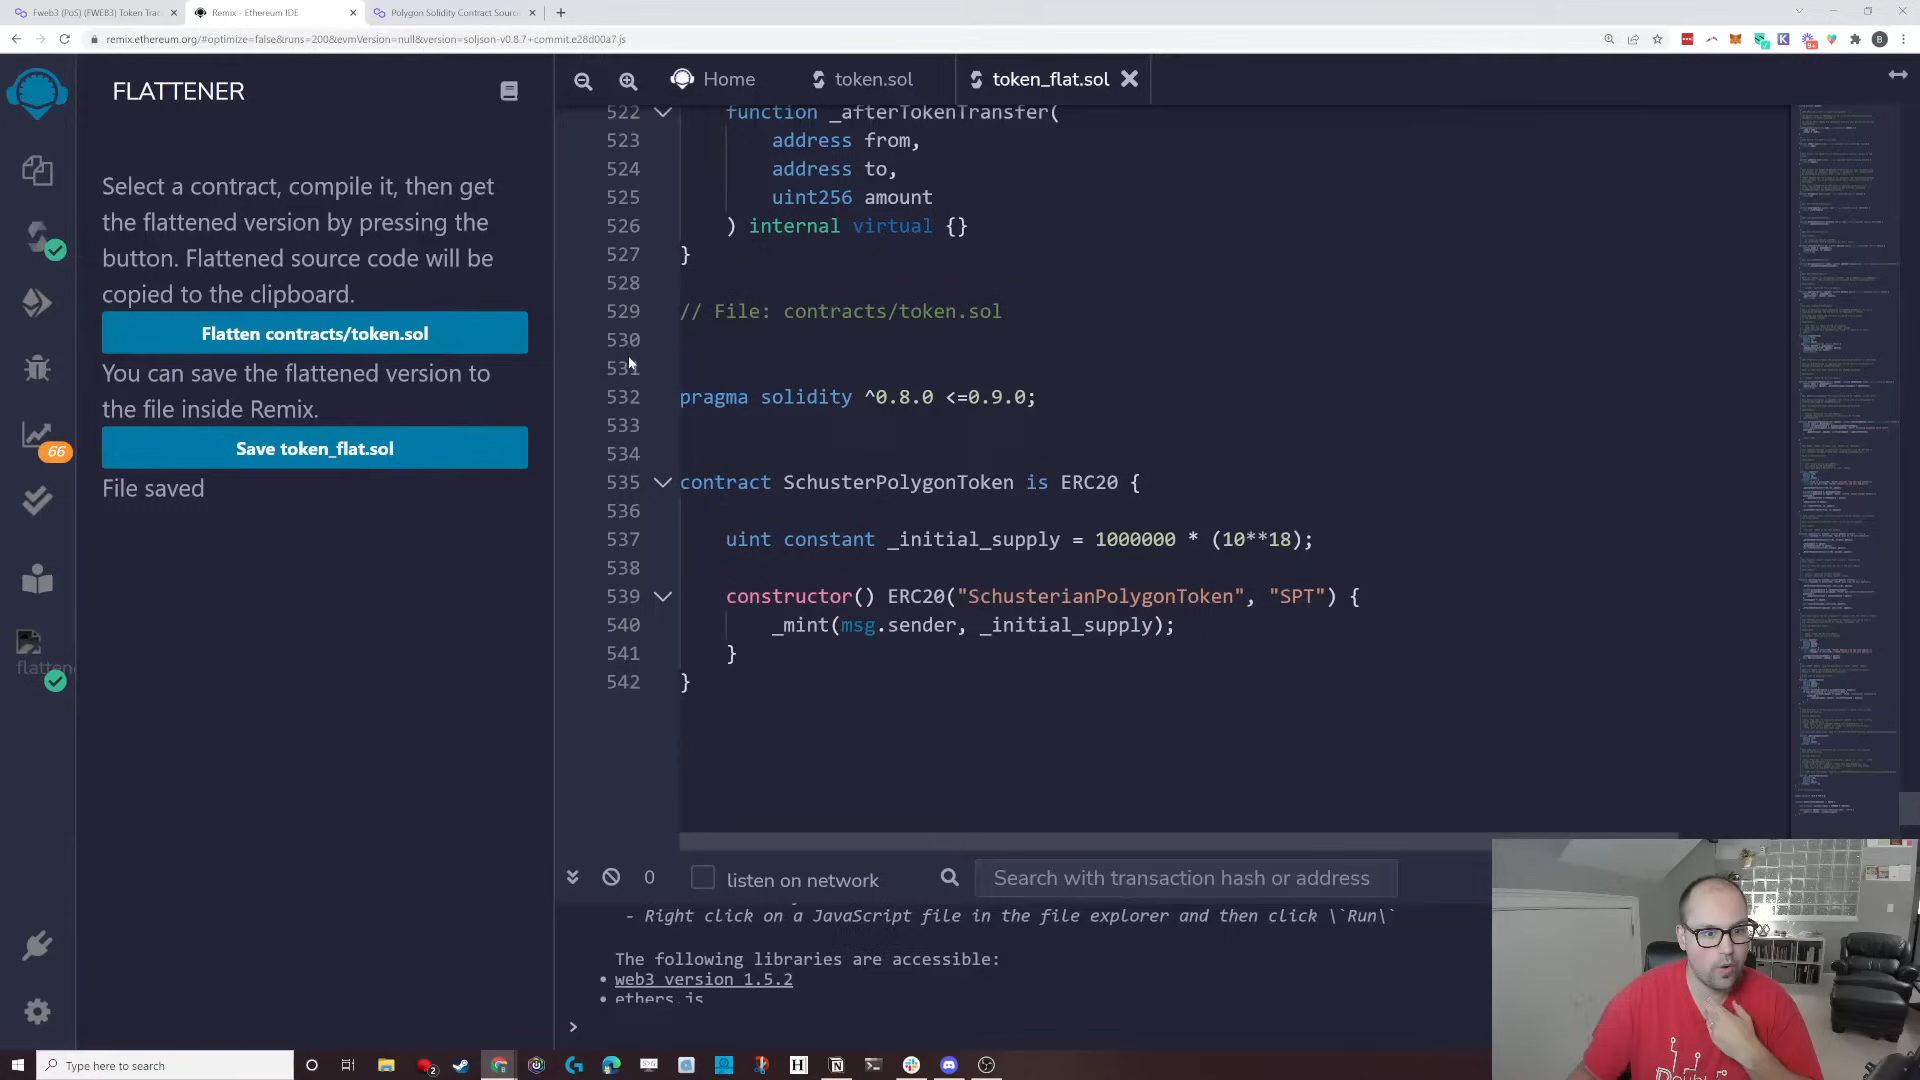 Fweb3 (PoS) (FWEB3) Token Trac
Remix - Ethereum IDE
Polygon Solidity Contract Source
remix.ethereum.org/#optimize=false&runs=200&evmVersion=null&version=soljson-v0.8.7+commit.e28d00a7.js
FLATTENER
Home
token.sol
token_flat.sol
Select a contract, compile it, then get
the flattened version by pressing the
button. Flattened source code will be
copied to the clipboard.
Flatten contracts/token.sol
You can save the flattened version to
the file inside Remix.
Save token_flat.sol
File saved
66
flatten
522 function _afterTokenTransfer(
523 address from,
524 address to,
525 uint256 amount
526 ) internal virtual {}
527 }
528
529 // File: contracts/token.sol
530
531
532 pragma solidity ^0.8.0 <=0.9.0;
533
534
535 contract SchusterPolygonToken is ERC20 {
536
537 uint constant _initial_supply = 1000000 * (10**18);
538
539 constructor() ERC20("SchusterianPolygonToken", "SPT") {
540 _mint(msg.sender, _initial_supply);
541 }
542 }
0
listen on network
Search with transaction hash or address
- Right click on a JavaScript file in the file explorer and then click \`Run\`
The following libraries are accessible:
• web3 version 1.5.2
• ethers.js
>
Type here to search